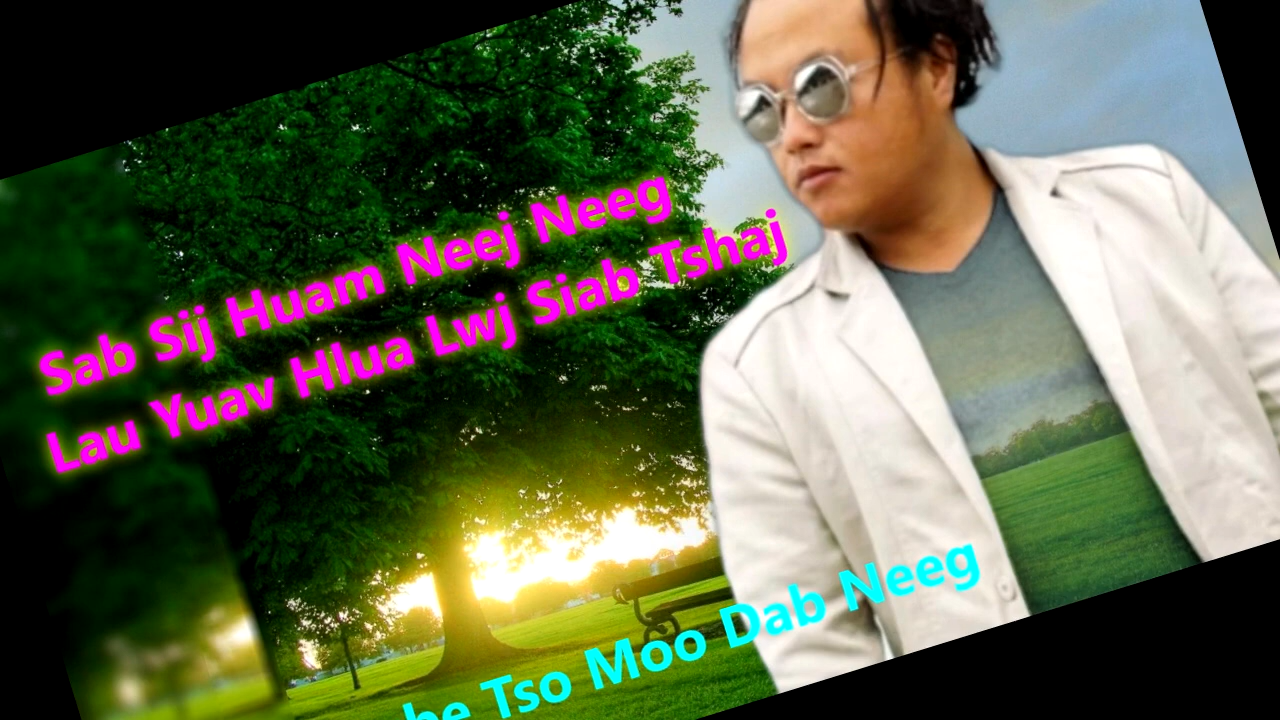 Sab Sij Huam Neej Neeg
Lau Yuav Hlua Lwj Siab Tshaj
Tso Moo Dab Neeg